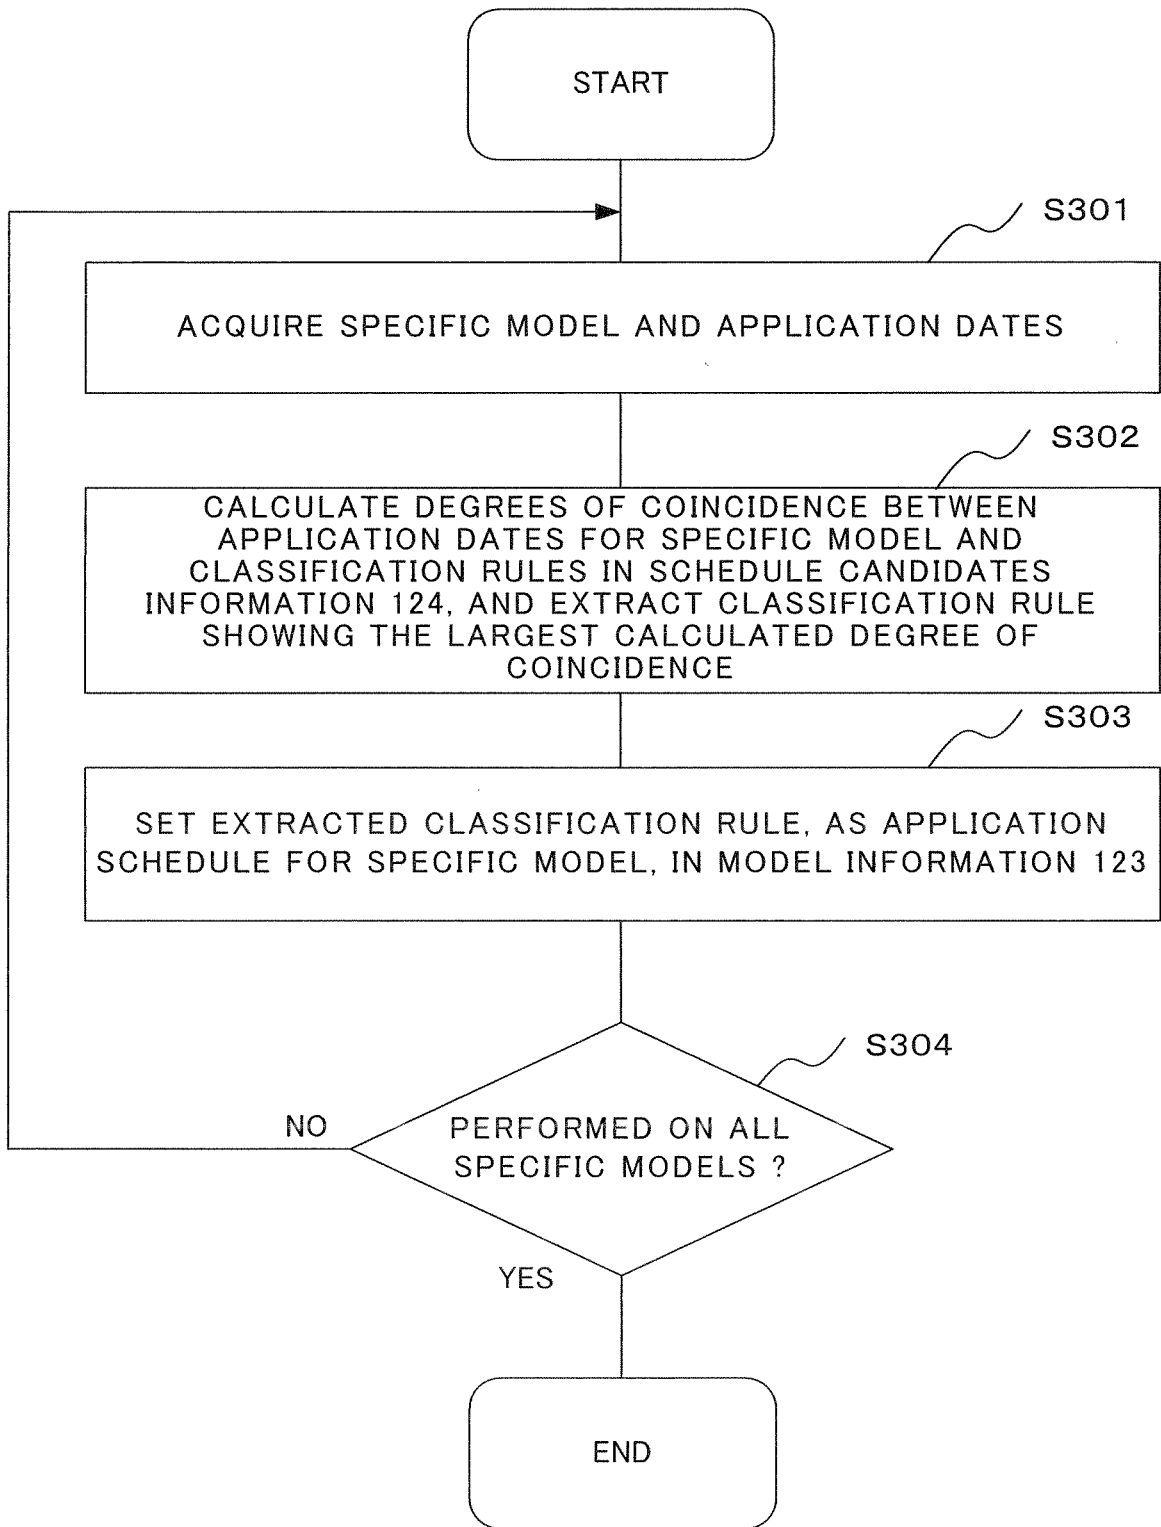 START
S301
ACQUIRE SPECIFIC MODEL AND APPLICATION DATES
S302
CALCULATE DEGREES OF COINCIDENCE BETWEEN
APPLICATION DATES FOR SPECIFIC MODEL AND
CLASSIFICATION RULES IN SCHEDULE CANDIDATES
INFORMATION 124, AND EXTRACT CLASSIFICATION RULE
SHOWING THE LARGEST CALCULATED DEGREE OF
COINCIDENCE
S303
SET EXTRACTED CLASSIFICATION RULE, AS APPLICATION
SCHEDULE FOR SPECIFIC MODEL, IN MODEL INFORMATION 123
S304
NO
PERFORMED ON ALL
SPECIFIC MODELS ?
YES
END